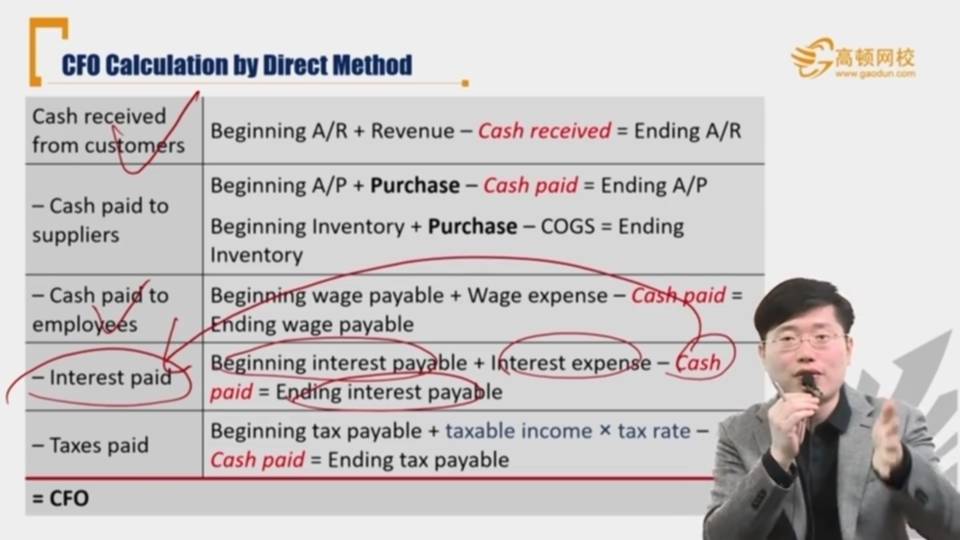 CFO Calculation by Direct Method
高顿网校
www.gaodun.com
Cash received
from customers
Beginning A/R + Revenue – Cash received = Ending A/R
– Cash paid to
suppliers
Beginning A/P + Purchase – Cash paid = Ending A/P
Beginning Inventory + Purchase – COGS = Ending
Inventory
– Cash paid to
employees
Beginning wage payable + Wage expense – Cash paid =
Ending wage payable
– Interest paid
Beginning interest payable + Interest expense – Cash
paid = Ending interest payable
– Taxes paid
Beginning tax payable + taxable income × tax rate –
Cash paid = Ending tax payable
= CFO